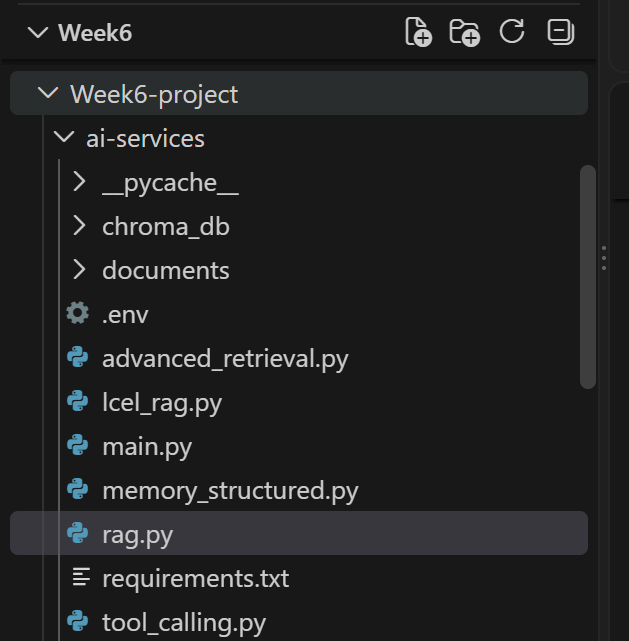 Week6
Week6-project
ai-services
__pycache__
chroma_db
documents
.env
advanced_retrieval.py
lcel_rag.py
main.py
memory_structured.py
rag.py
requirements.txt
tool_calling.py